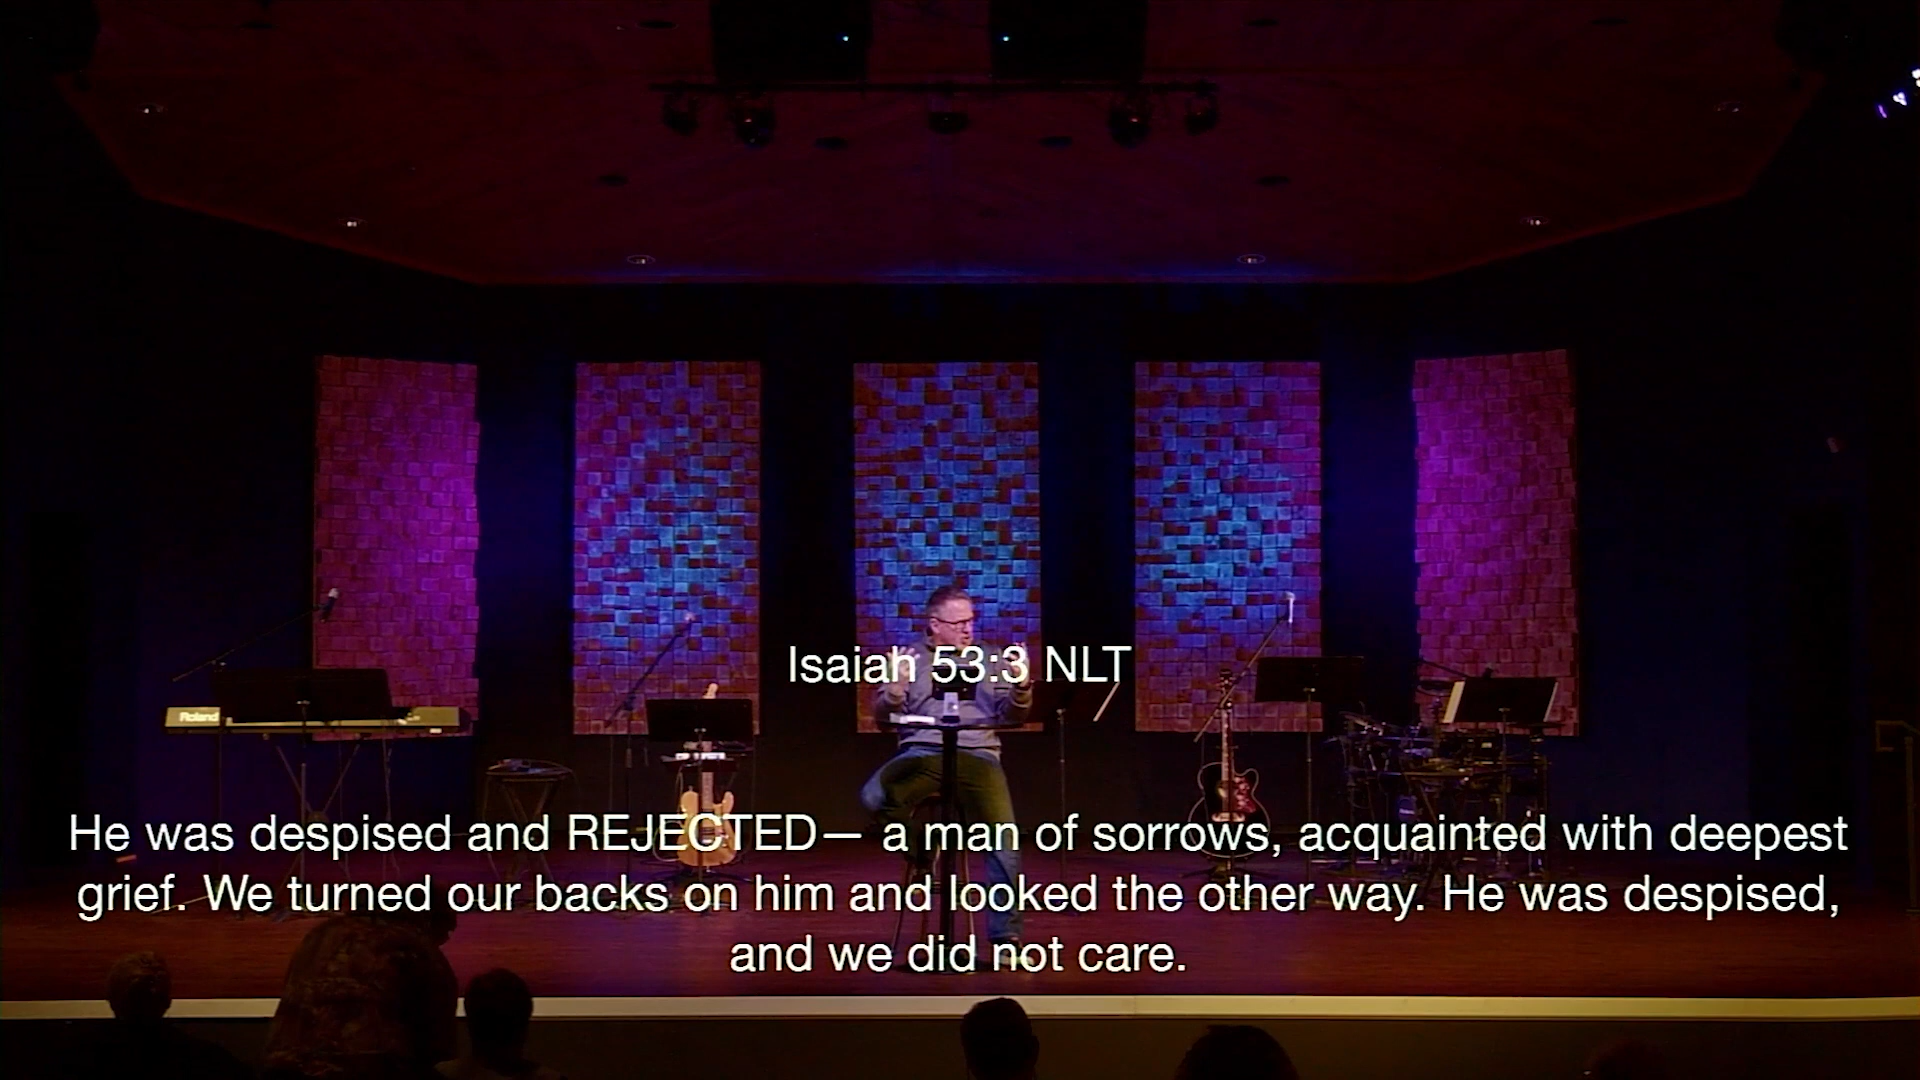 Isaiah 53:3 NLT
Roland
He was despised and REJECTED— a man of sorrows, acquainted with deepest
grief. We turned our backs on him and looked the other way. He was despised,
and we did not care.